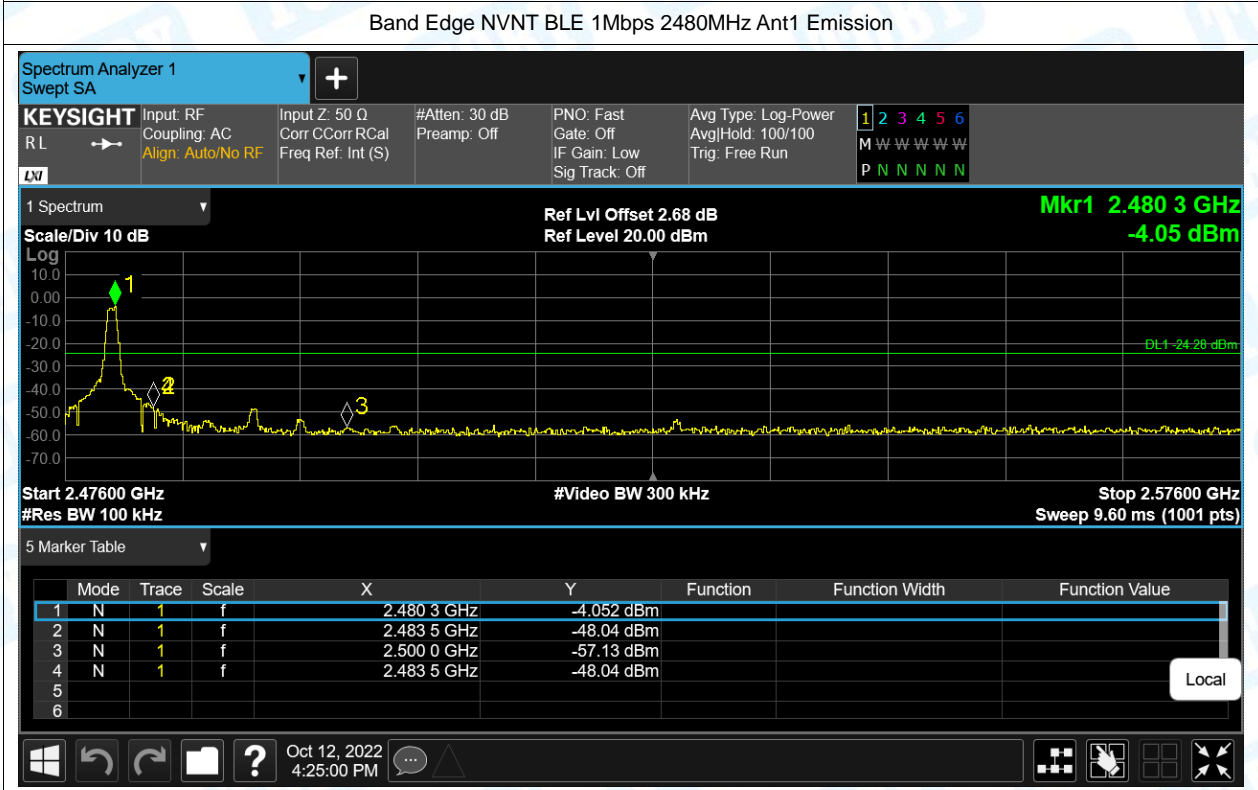 Band Edge NVNT BLE 1Mbps 2480MHz Ant1 Emission
Spectrum Analyzer 1
Swept SA
+
KEYSIGHT
RL
LXI
Input: RF
Coupling: AC
Align: Auto/No RF
Input Z: 50 Ω
Corr CCorr RCal
Freq Ref: Int (S)
#Atten: 30 dB
Preamp: Off
PNO: Fast
Gate: Off
IF Gain: Low
Sig Track: Off
Avg Type: Log-Power
Avg|Hold: 100/100
Trig: Free Run
1 2 3 4 5 6
M W W W W W
P N N N N N
1 Spectrum
Scale/Div 10 dB
Ref Lvl Offset 2.68 dB
Ref Level 20.00 dBm
Mkr1 2.480 3 GHz
-4.05 dBm
Log
10.0
0.00
-10.0
-20.0
-30.0
-40.0
-50.0
-60.0
-70.0
1
2
3
DL1 -24.28 dBm
Start 2.47600 GHz
#Res BW 100 kHz
#Video BW 300 kHz
Stop 2.57600 GHz
Sweep 9.60 ms (1001 pts)
5 Marker Table
Mode Trace Scale X Y Function Function Width Function Value
1 N 1 f 2.480 3 GHz -4.052 dBm
2 N 1 f 2.483 5 GHz -48.04 dBm
3 N 1 f 2.500 0 GHz -57.13 dBm
4 N 1 f 2.483 5 GHz -48.04 dBm
5
6
Local
?
Oct 12, 2022
4:25:00 PM